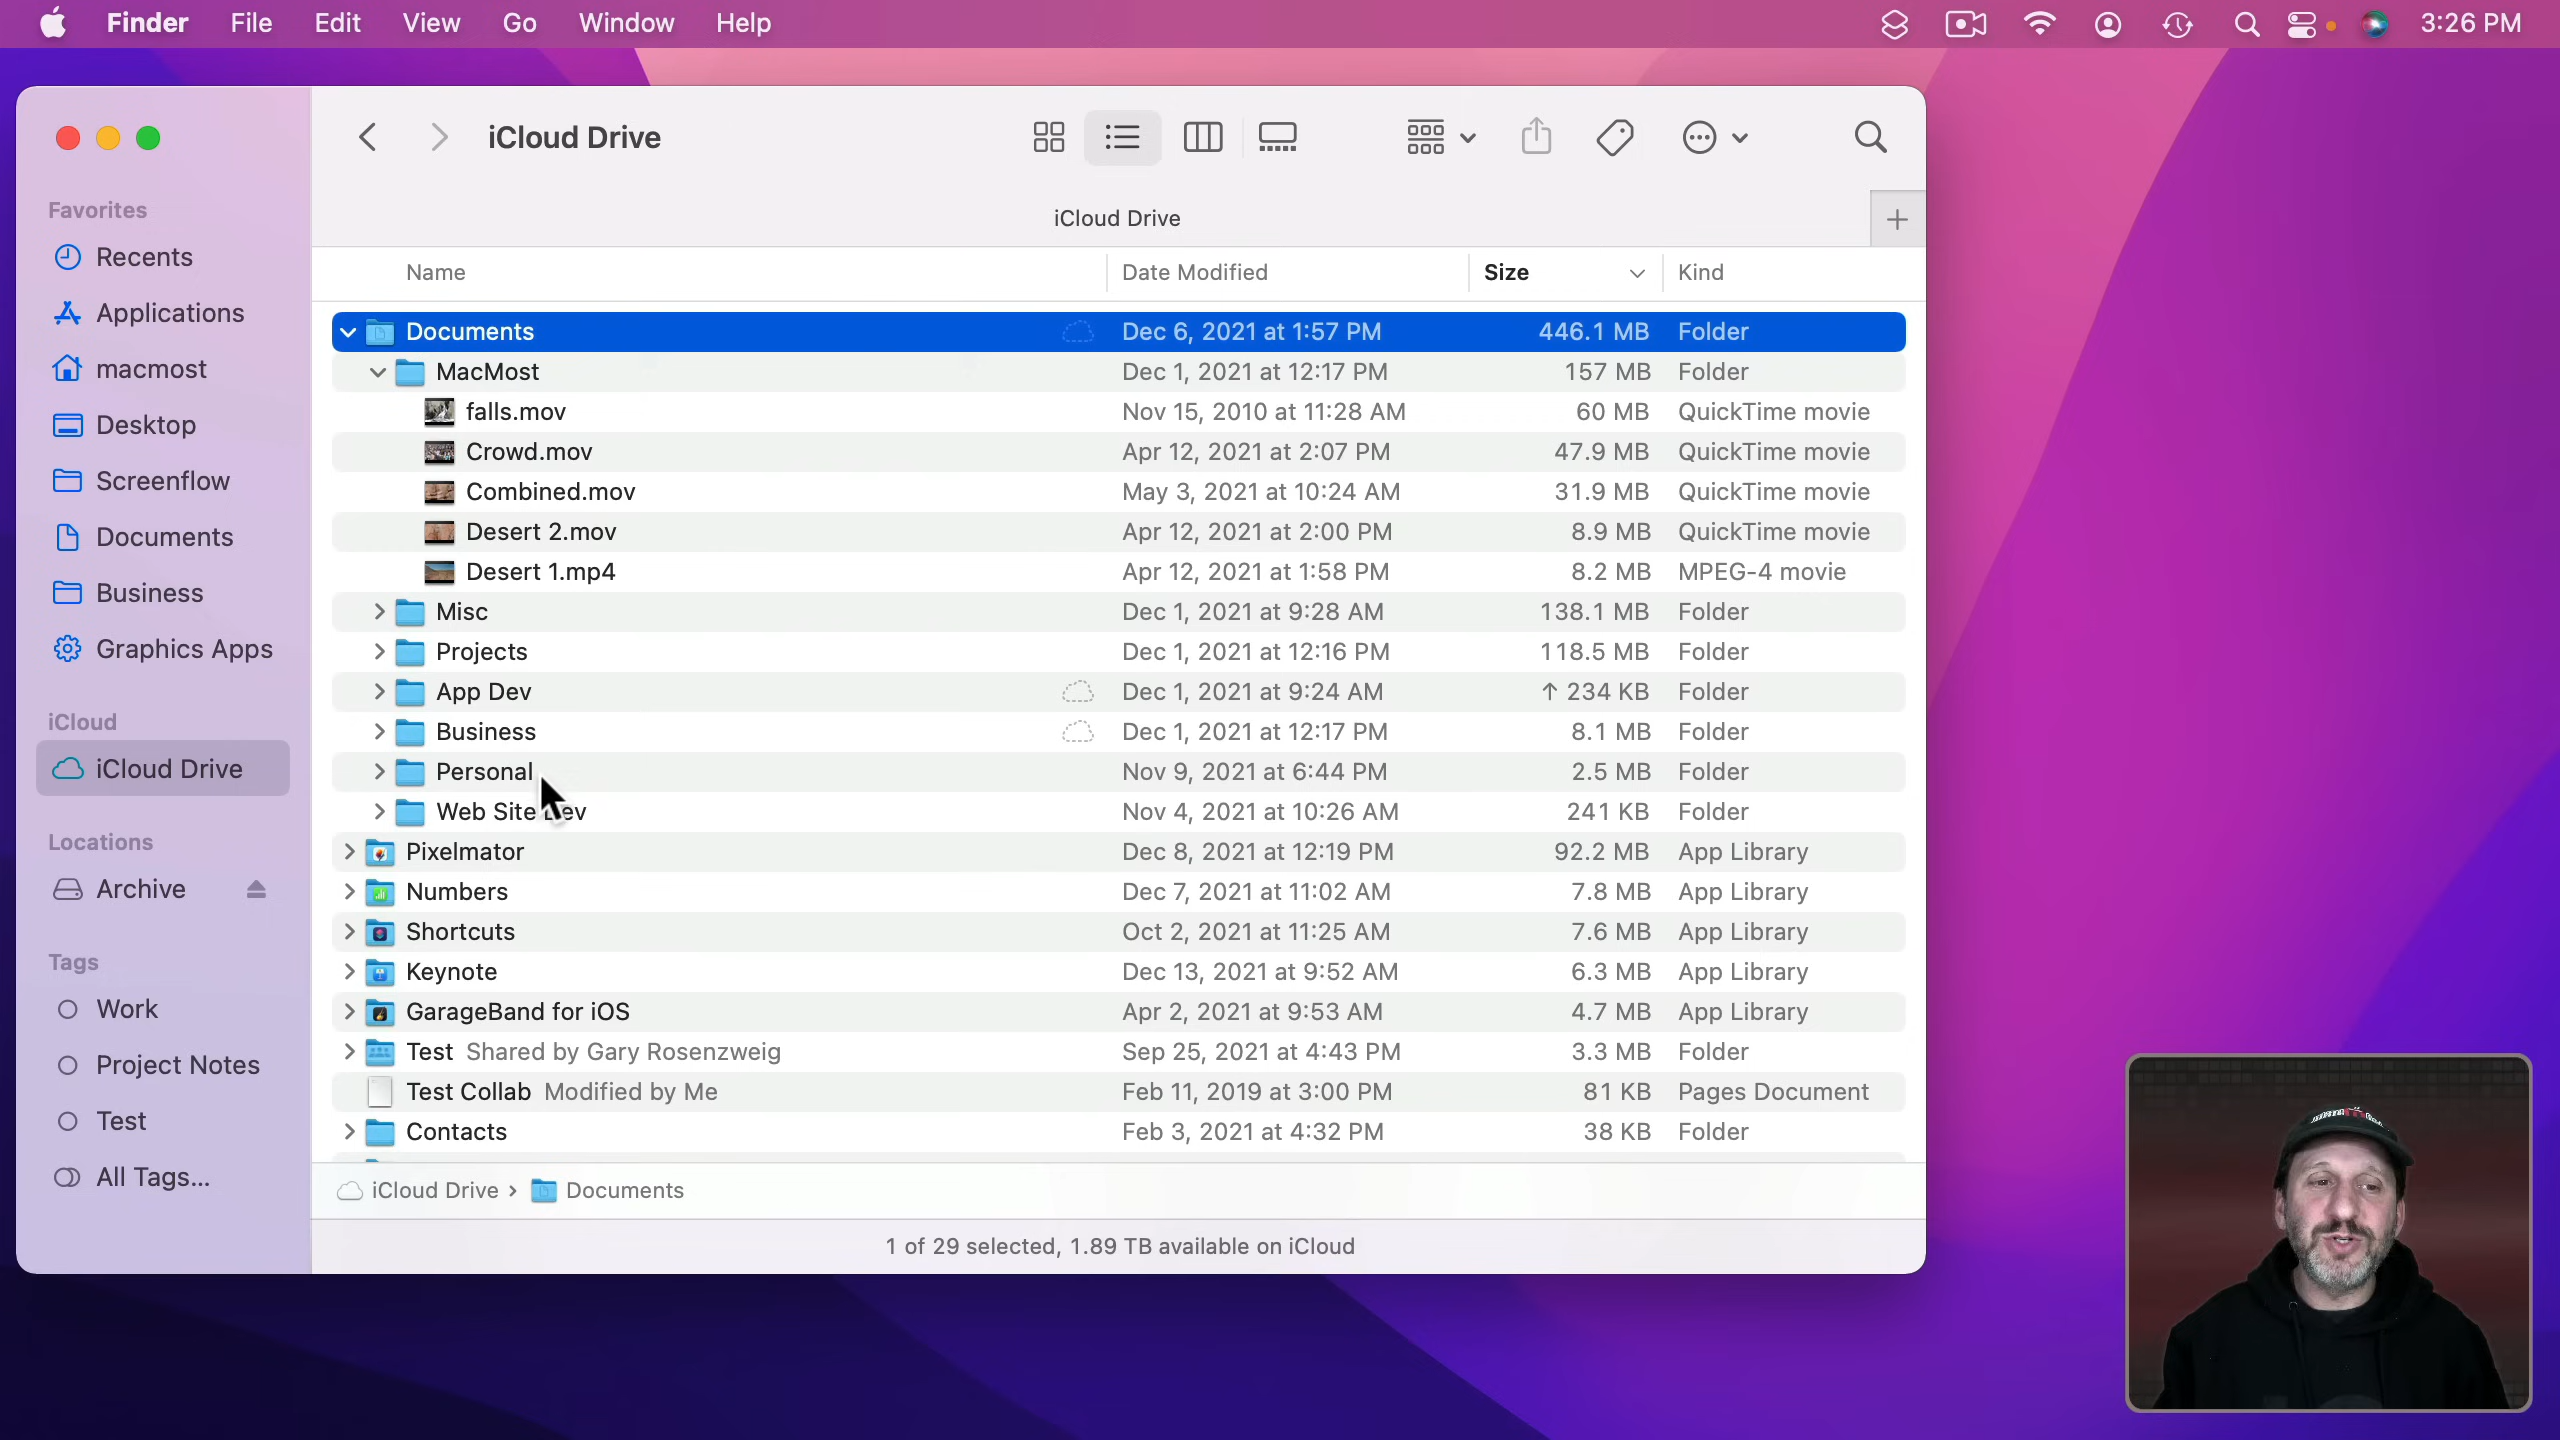 Finder File Edit View Go Window Help 3:26 PM
iCloud Drive
Favorites
Recents
Applications
macmost
Desktop
Screenflow
Documents
Business
Graphics Apps
iCloud
iCloud Drive
Locations
Archive
Tags
Work
Project Notes
Test
All Tags...
iCloud Drive
Name Date Modified Size Kind
Documents Dec 6, 2021 at 1:57 PM 446.1 MB Folder
MacMost Dec 1, 2021 at 12:17 PM 157 MB Folder
falls.mov Nov 15, 2010 at 11:28 AM 60 MB QuickTime movie
Crowd.mov Apr 12, 2021 at 2:07 PM 47.9 MB QuickTime movie
Combined.mov May 3, 2021 at 10:24 AM 31.9 MB QuickTime movie
Desert 2.mov Apr 12, 2021 at 2:00 PM 8.9 MB QuickTime movie
Desert 1.mp4 Apr 12, 2021 at 1:58 PM 8.2 MB MPEG-4 movie
Misc Dec 1, 2021 at 9:28 AM 138.1 MB Folder
Projects Dec 1, 2021 at 12:16 PM 118.5 MB Folder
App Dev Dec 1, 2021 at 9:24 AM ↑ 234 KB Folder
Business Dec 1, 2021 at 12:17 PM 8.1 MB Folder
Personal Nov 9, 2021 at 6:44 PM 2.5 MB Folder
Web Site Dev Nov 4, 2021 at 10:26 AM 241 KB Folder
Pixelmator Dec 8, 2021 at 12:19 PM 92.2 MB App Library
Numbers Dec 7, 2021 at 11:02 AM 7.8 MB App Library
Shortcuts Oct 2, 2021 at 11:25 AM 7.6 MB App Library
Keynote Dec 13, 2021 at 9:52 AM 6.3 MB App Library
GarageBand for iOS Apr 2, 2021 at 9:53 AM 4.7 MB App Library
Test Shared by Gary Rosenzweig Sep 25, 2021 at 4:43 PM 3.3 MB Folder
Test Collab Modified by Me Feb 11, 2019 at 3:00 PM 81 KB Pages Document
Contacts Feb 3, 2021 at 4:32 PM 38 KB Folder
iCloud Drive › Documents
1 of 29 selected, 1.89 TB available on iCloud